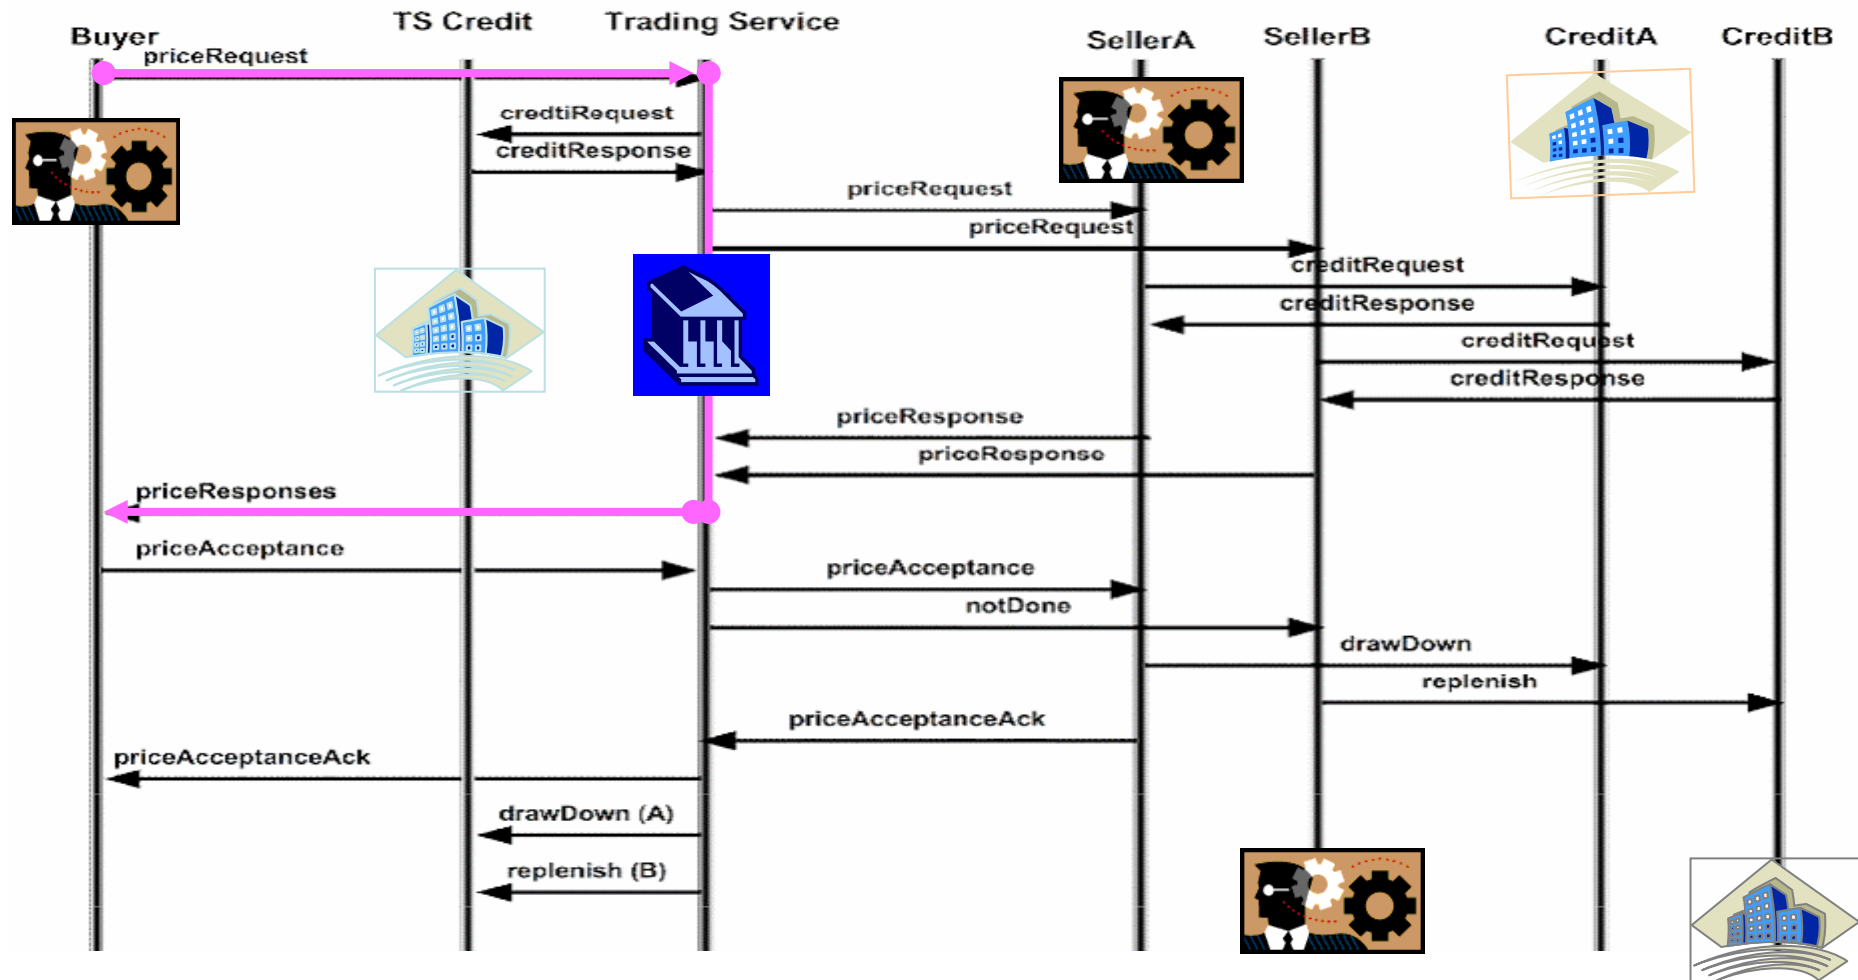 Buyer
TS Credit
Trading Service
SellerA
SellerB
CreditA
CreditB
priceRequest
credtiRequest
creditResponse
priceRequest
priceRequest
creditRequest
creditResponse
creditRequest
creditResponse
priceResponse
priceResponse
priceResponses
priceAcceptance
priceAcceptance
notDone
drawDown
replenish
priceAcceptanceAck
priceAcceptanceAck
drawDown (A)
replenish (B)